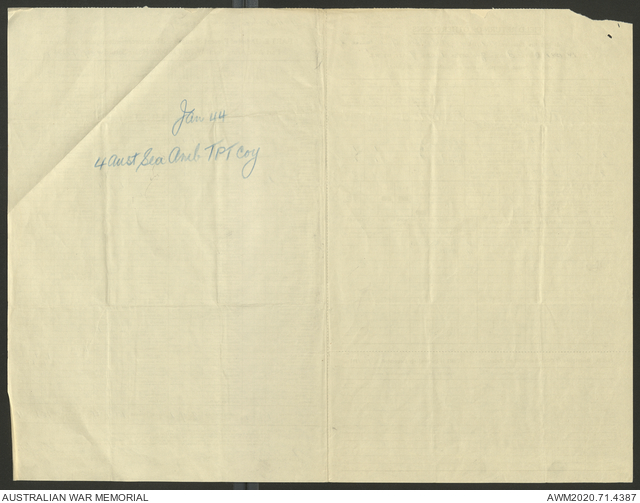 Jan 44
4 Aust Sea Amb TPT Coy
AUSTRALIAN WAR MEMORIAL
AWM2020.71.4387